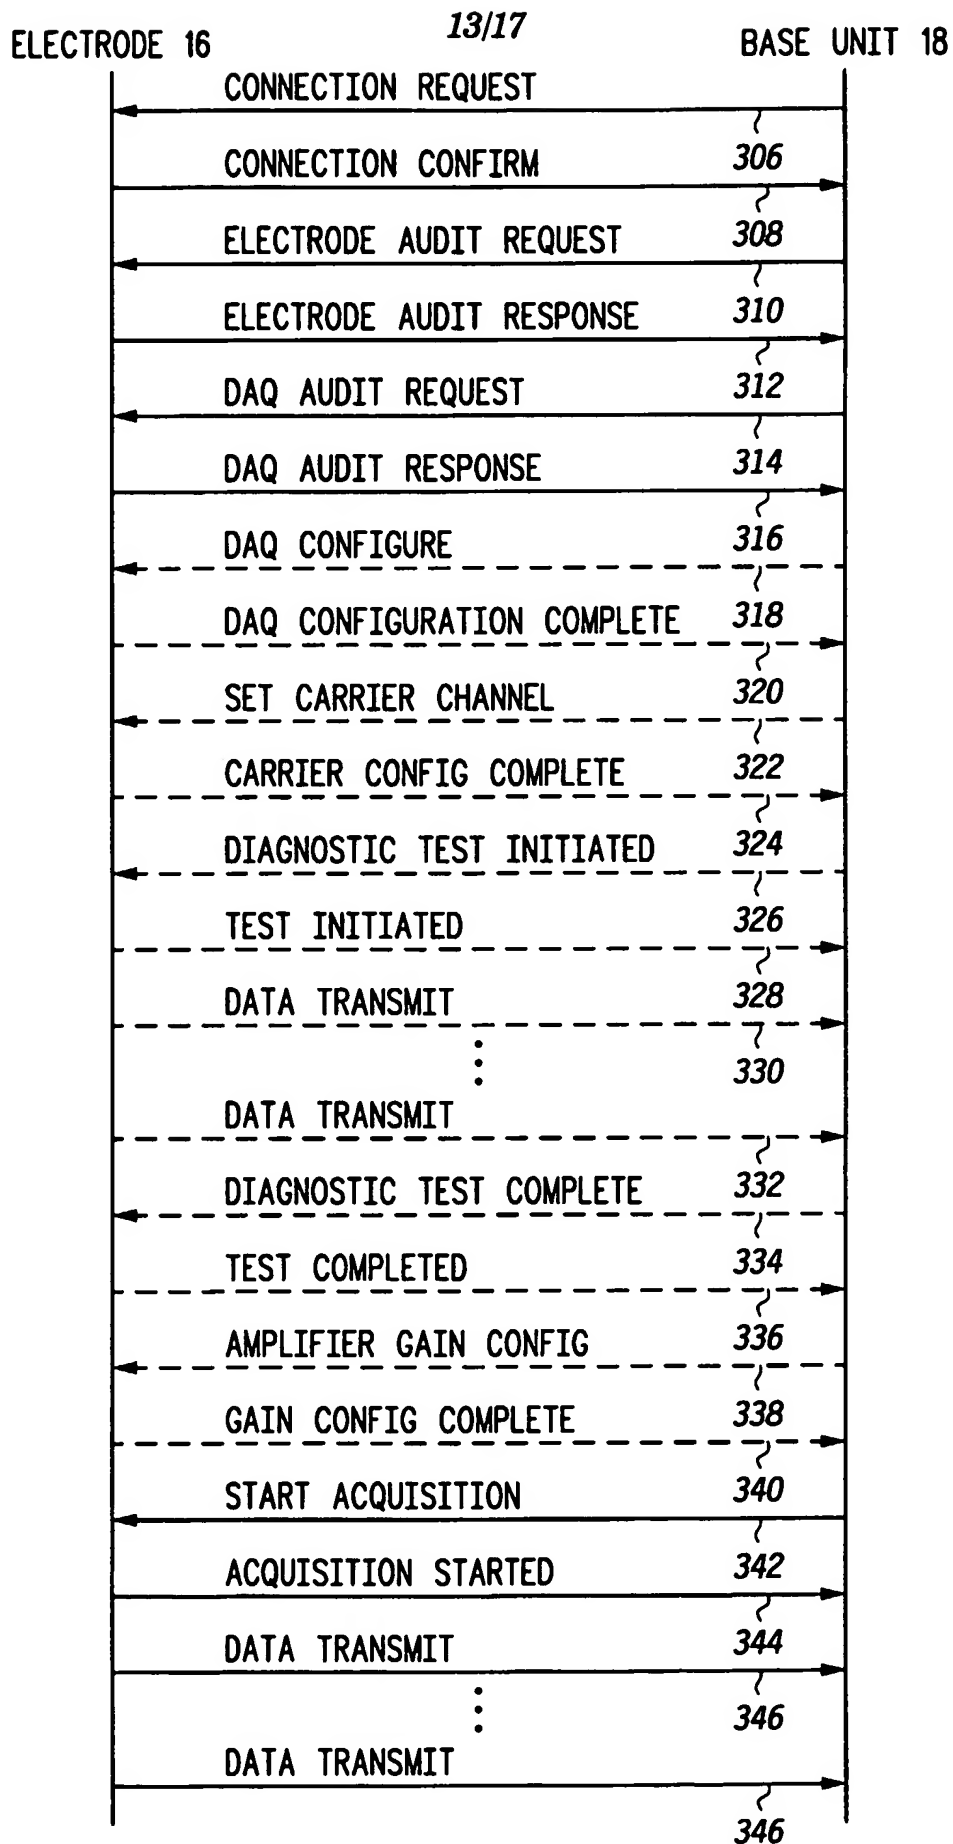 13/17
ELECTRODE 16 BASE UNIT 18
CONNECTION REQUEST
306
CONNECTION CONFIRM
308
ELECTRODE AUDIT REQUEST
310
ELECTRODE AUDIT RESPONSE
312
DAQ AUDIT REQUEST
314
DAQ AUDIT RESPONSE
316
DAQ CONFIGURE
318
DAQ CONFIGURATION COMPLETE
320
SET CARRIER CHANNEL
322
CARRIER CONFIG COMPLETE
324
DIAGNOSTIC TEST INITIATED
326
TEST INITIATED
328
DATA TRANSMIT
330
DATA TRANSMIT
332
DIAGNOSTIC TEST COMPLETE
334
TEST COMPLETED
336
AMPLIFIER GAIN CONFIG
338
GAIN CONFIG COMPLETE
340
START ACQUISITION
342
ACQUISITION STARTED
344
DATA TRANSMIT
346
DATA TRANSMIT
346